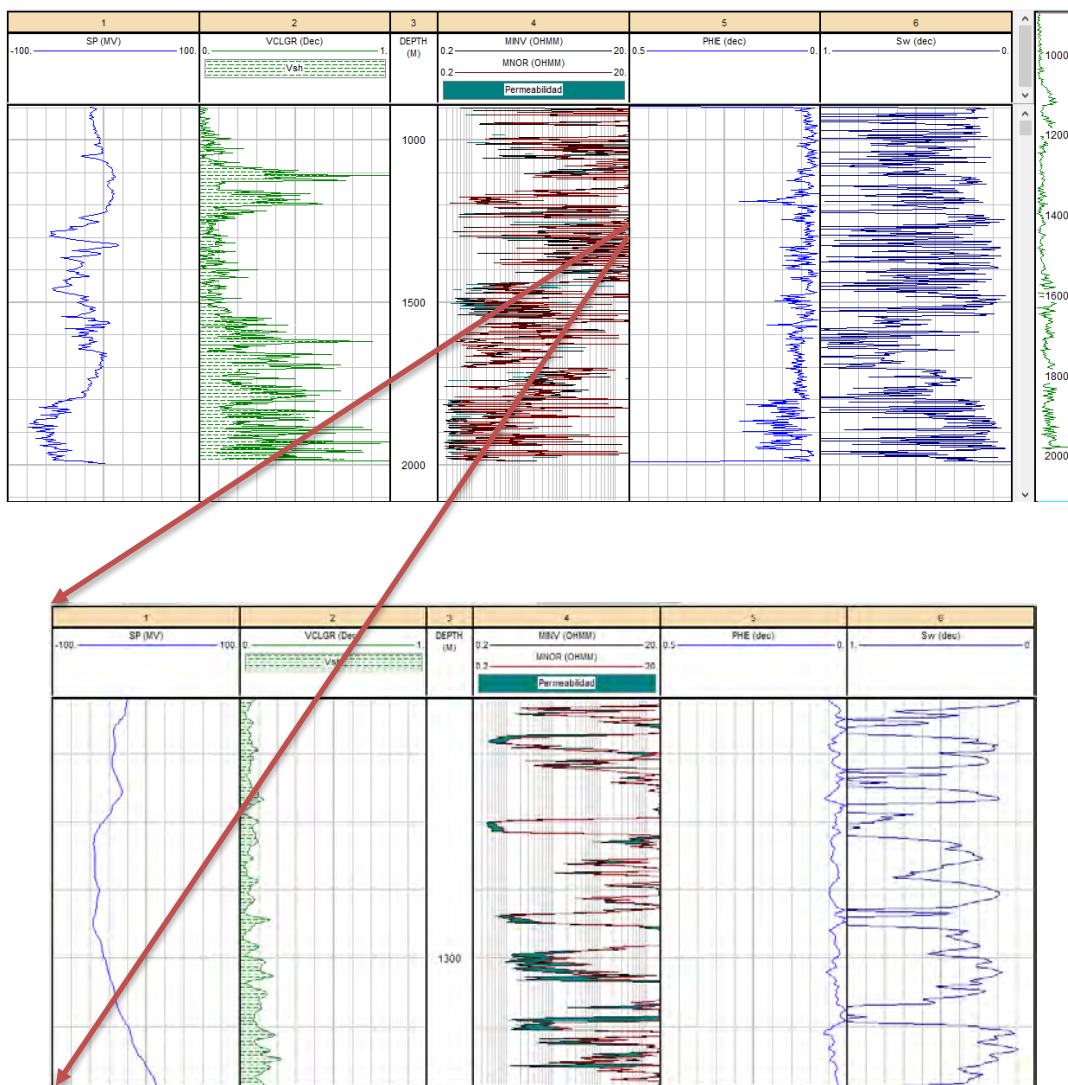 1 2 3 4 5 6
SP (MV) VCLGR (Dec) DEPTH (M) MINV (OHMM) PHIE (dec) Sw (dec)
-100. 100. 0. 1. 0.2 20. 0.5 0. 1. 0.
Vsh MNOR (OHMM)
0.2 20.
Permeabilidad
1000
1500
2000
1000
1200
1400
1600
1800
2000
1 2 3 4 5 6
SP (MV) VCLGR (Dec) DEPTH (M) MINV (OHMM) PHIE (dec) Sw (dec)
-100. 100. 0. 1. 0.2 20. 0.5 0. 1. 0
Vsh MNOR (OHMM)
0.2 20
Permeabilidad
1300